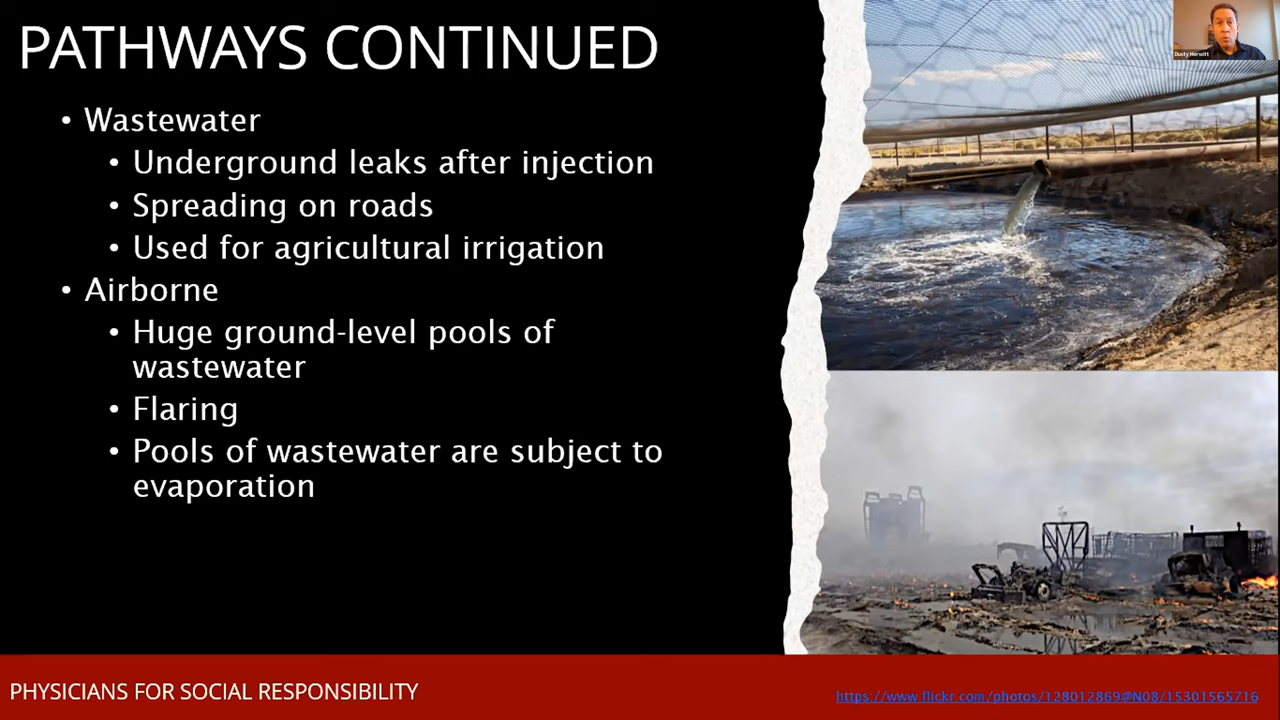 PATHWAYS CONTINUED
• Wastewater
• Underground leaks after injection
• Spreading on roads
• Used for agricultural irrigation
• Airborne
• Huge ground-level pools of
wastewater
• Flaring
• Pools of wastewater are subject to
evaporation
Dusty Horwitt
PHYSICIANS FOR SOCIAL RESPONSIBILITY
https://www.flickr.com/photos/128012869@N08/15301565716